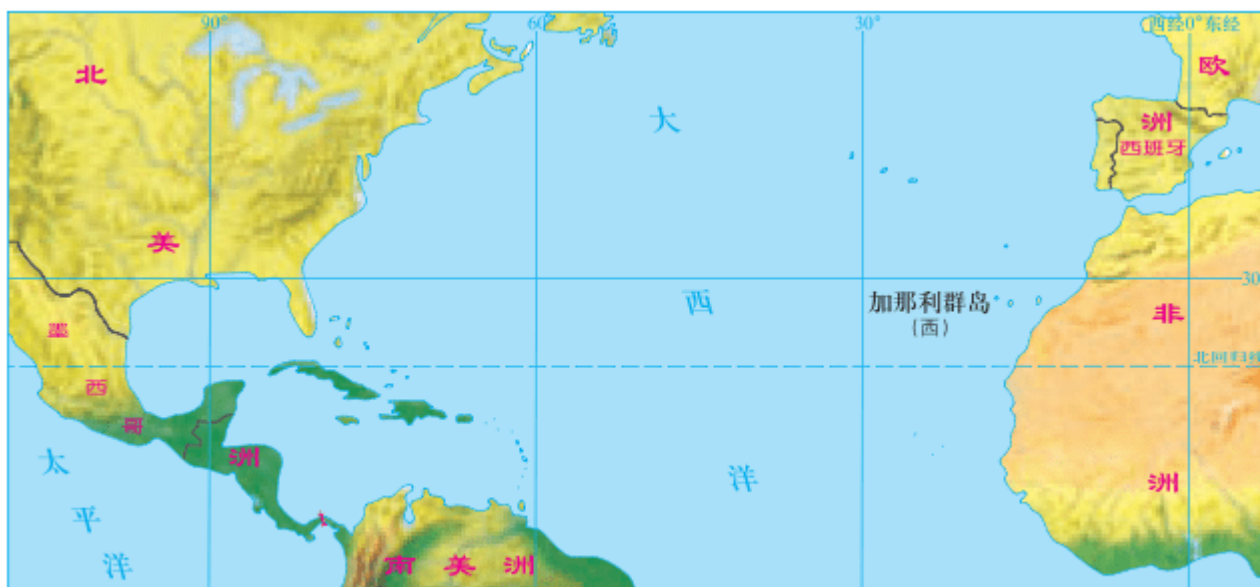 90°
60°
30°
西经0°东经
北
美
洲
大
西
洋
欧
洲
西班牙
30
加那利群岛
(西)
非
洲
墨
西
哥
北回归线
太
平
洋
南美洲